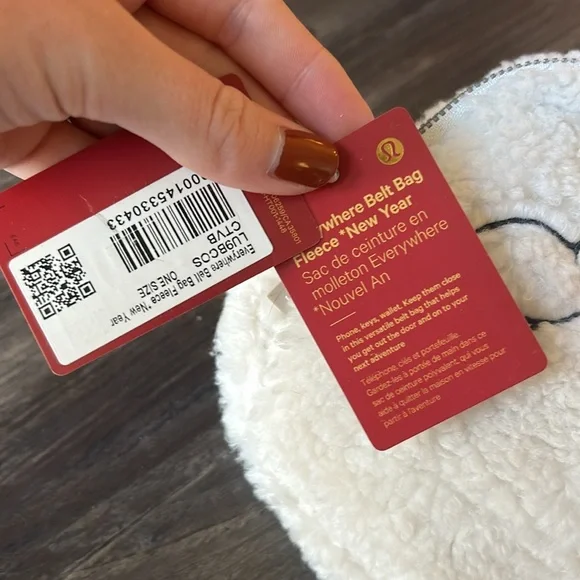 Everywhere Belt Bag Fleece *New Year
ONE SIZE
LU9BCOS
CTVB
00145330433
ywhere Belt Bag
Fleece *New Year
Sac de ceinture en
molleton Everywhere
*Nouvel An
Phone, keys, wallet. Keep them close
in this versatile belt bag that helps
you get out the door and on to your
next adventure
Téléphone, clés et portefeuille.
Gardez-les à portée de main dans ce
sac de ceinture polyvalent qui vous
aide à quitter la maison en vitesse pour
partir à l'aventure